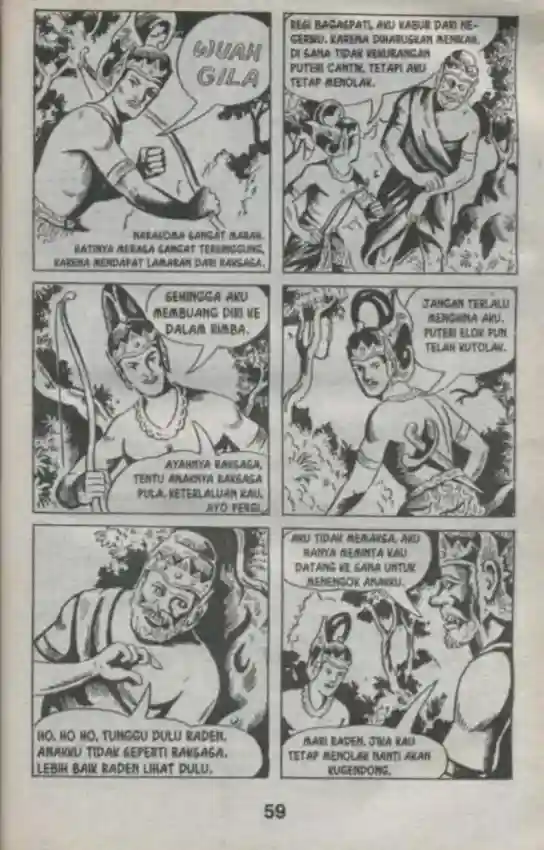 WUAH
GILA
NARASOMA SANGAT MARAH.
HATINYA MERASA SANGAT TERSINGGUNG,
KARENA MENDAPAT LAMARAN DARI RAKSASA.
RESI BAGASPATI, AKU KABUR DARI NE-
GERIKU, KARENA DIHARUSKAN MENIKAH.
DI SANA TIDAK KEKURANGAN
PUTERI CANTIK, TETAPI AKU
TETAP MENOLAK.
SEHINGGA AKU
MEMBUANG DIRI KE
DALAM RIMBA.
AYAHNYA RAKSASA,
TENTU ANAKNYA RAKSASA
PULA. KETERLALUAN KAU,
AYO PERGI.
JANGAN TERLALU
MENGHINA AKU.
PUTERI ELOK PUN
TELAH KUTOLAK.
HO, HO HO, TUNGGU DULU RADEN.
ANAKKU TIDAK SEPERTI RAKSASA.
LEBIH BAIK RADEN LIHAT DULU.
AKU TIDAK MEMAKSA. AKU
HANYA MEMINTA KAU
DATANG KE SANA UNTUK
MENENGOK ANAKKU.
MARI RADEN, JIKA KAU
TETAP MENOLAK NANTI AKAN
KUGENDONG.
59